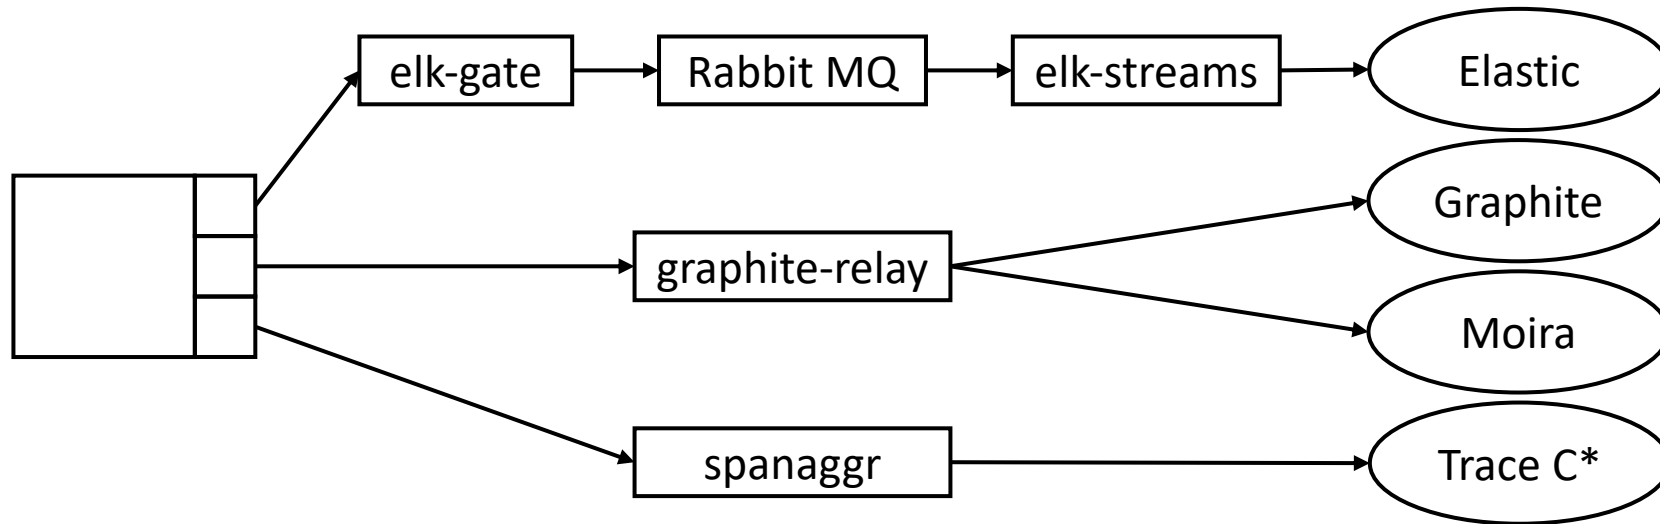 elk-gate
Rabbit MQ
elk-streams
Elastic
Graphite
graphite-relay
Moira
spanaggr
Trace C*